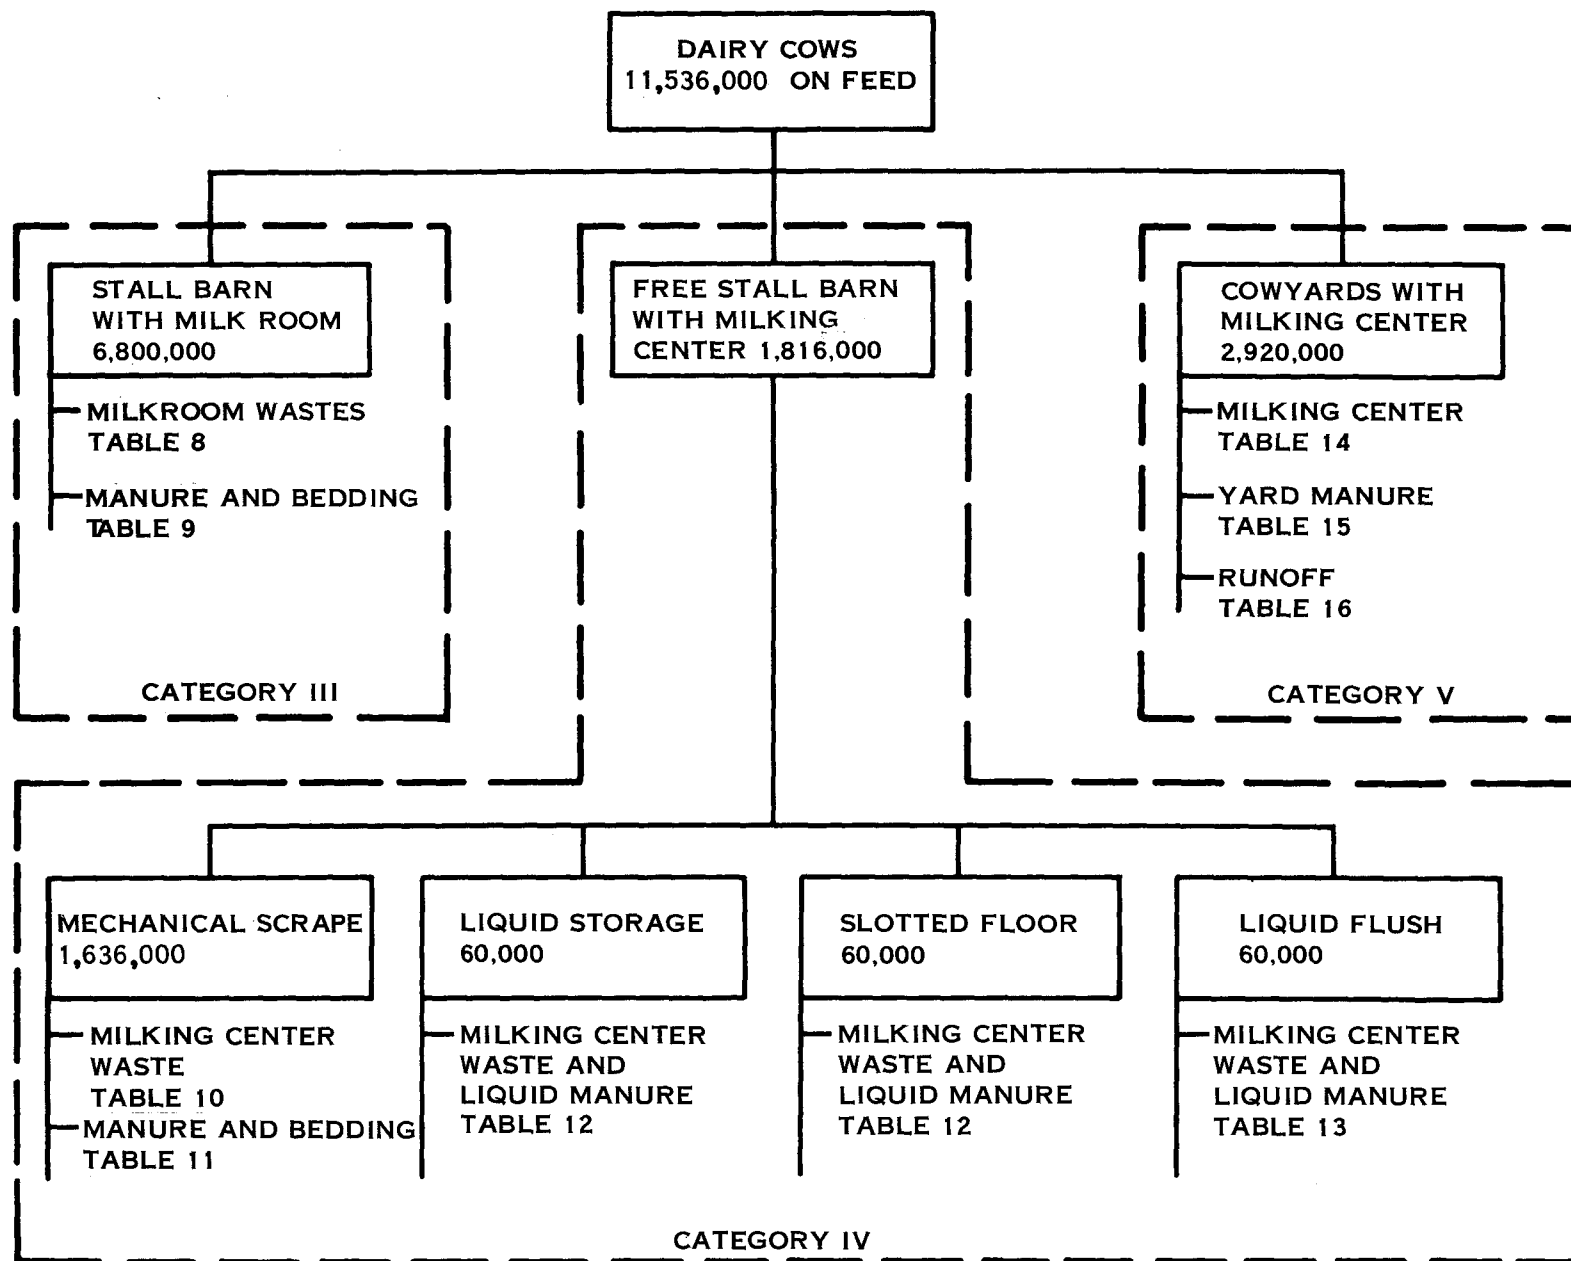 DAIRY COWS
11,536,000 ON FEED
STALL BARN
WITH MILK ROOM
6,800,000
MILKROOM WASTES
TABLE 8
MANURE AND BEDDING
TABLE 9
CATEGORY III
FREE STALL BARN
WITH MILKING
CENTER 1,816,000
COWYARDS WITH
MILKING CENTER
2,920,000
MILKING CENTER
TABLE 14
YARD MANURE
TABLE 15
RUNOFF
TABLE 16
CATEGORY V
MECHANICAL SCRAPE
1,636,000
MILKING CENTER
WASTE
TABLE 10
MANURE AND BEDDING
TABLE 11
LIQUID STORAGE
60,000
MILKING CENTER
WASTE AND
LIQUID MANURE
TABLE 12
SLOTTED FLOOR
60,000
MILKING CENTER
WASTE AND
LIQUID MANURE
TABLE 12
LIQUID FLUSH
60,000
MILKING CENTER
WASTE AND
LIQUID MANURE
TABLE 13
CATEGORY IV